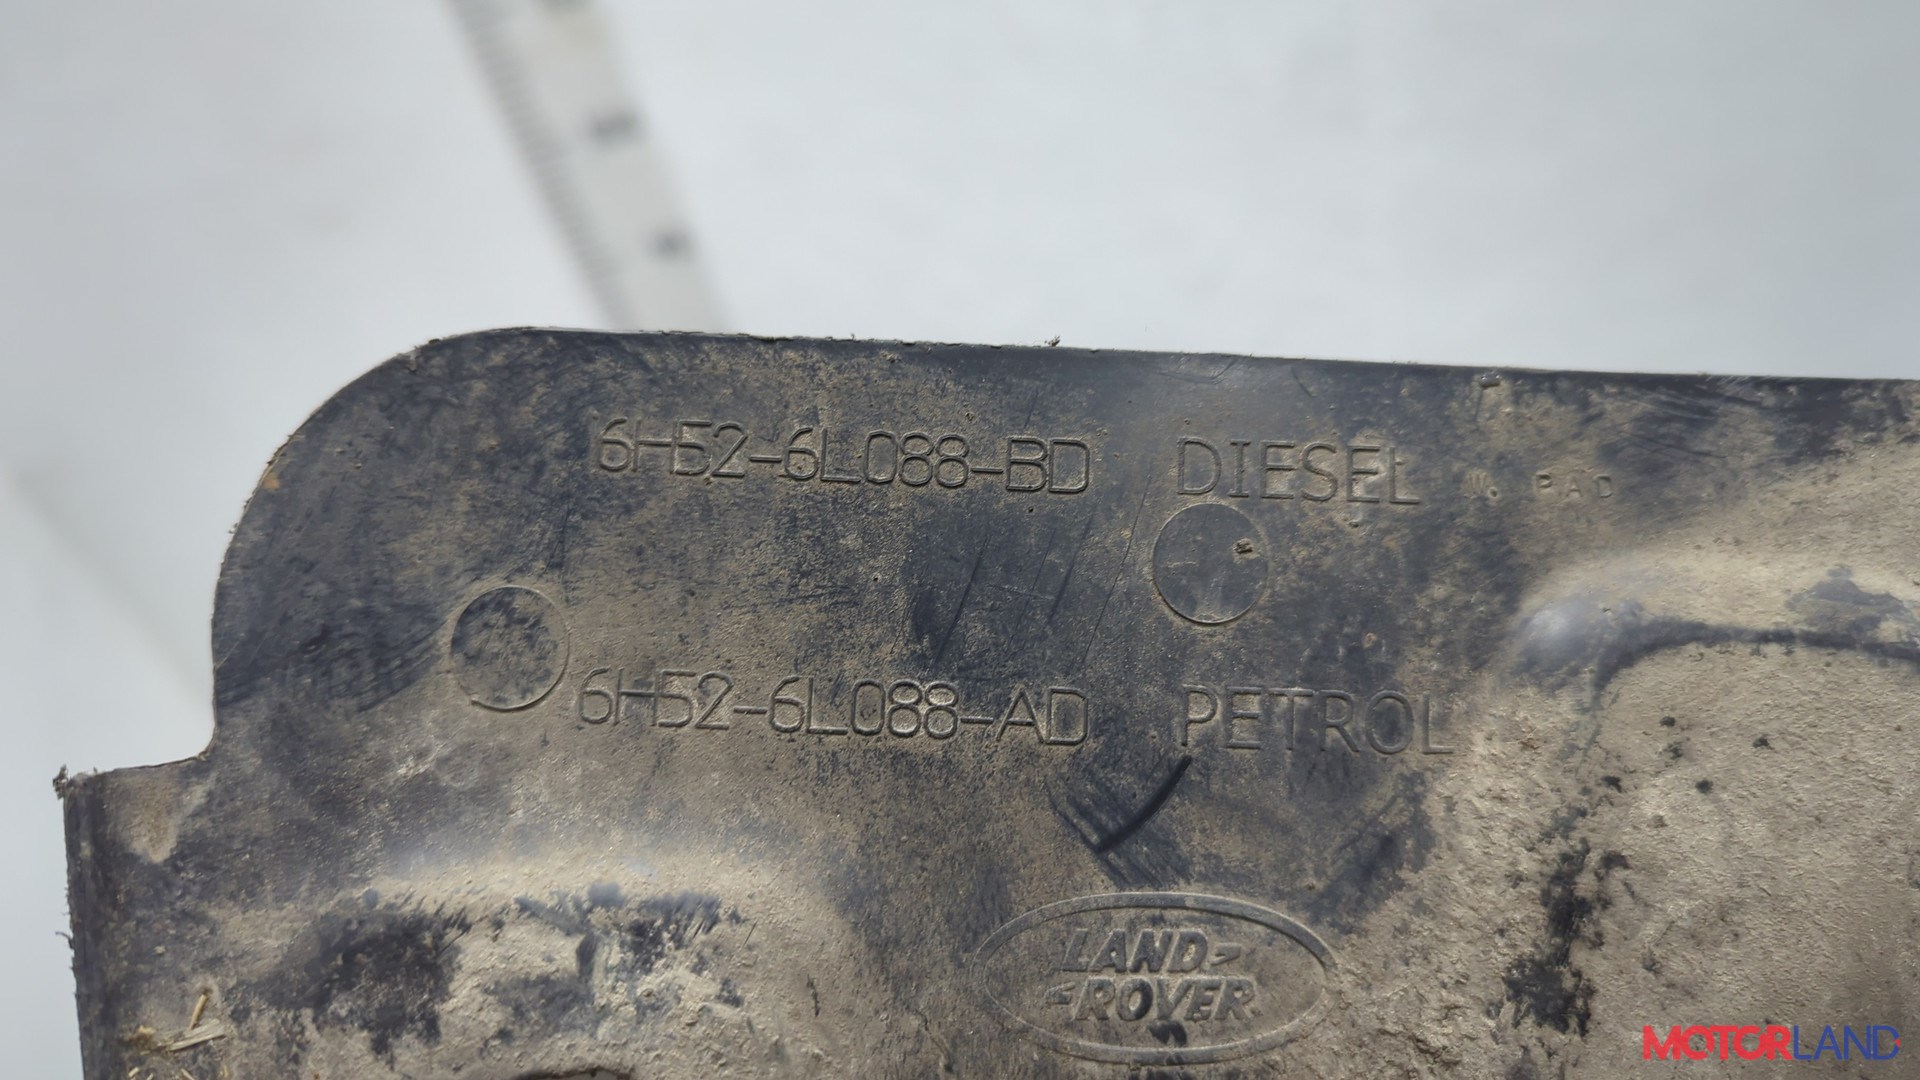 6H52-6L088-BD DIESEL
6H52-6L088-AD PETROL
LAND-
-ROVER
MOTORLAND